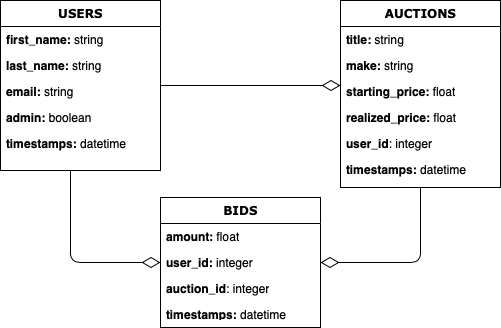 USERS
first_name: string
last_name: string
email: string
admin: boolean
timestamps: datetime
AUCTIONS
title: string
make: string
starting_price: float
realized_price: float
user_id: integer
timestamps: datetime
BIDS
amount: float
user_id: integer
auction_id: integer
timestamps: datetime